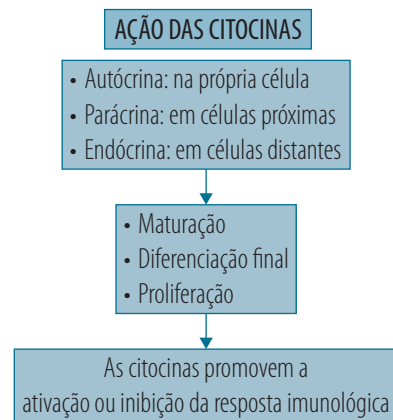 AÇÃO DAS CITOCINAS
• Autócrina: na própria célula
• Parácrina: em células próximas
• Endócrina: em células distantes
• Maturação
• Diferenciação final
• Proliferação
As citocinas promovem a
ativação ou inibição da resposta imunológica